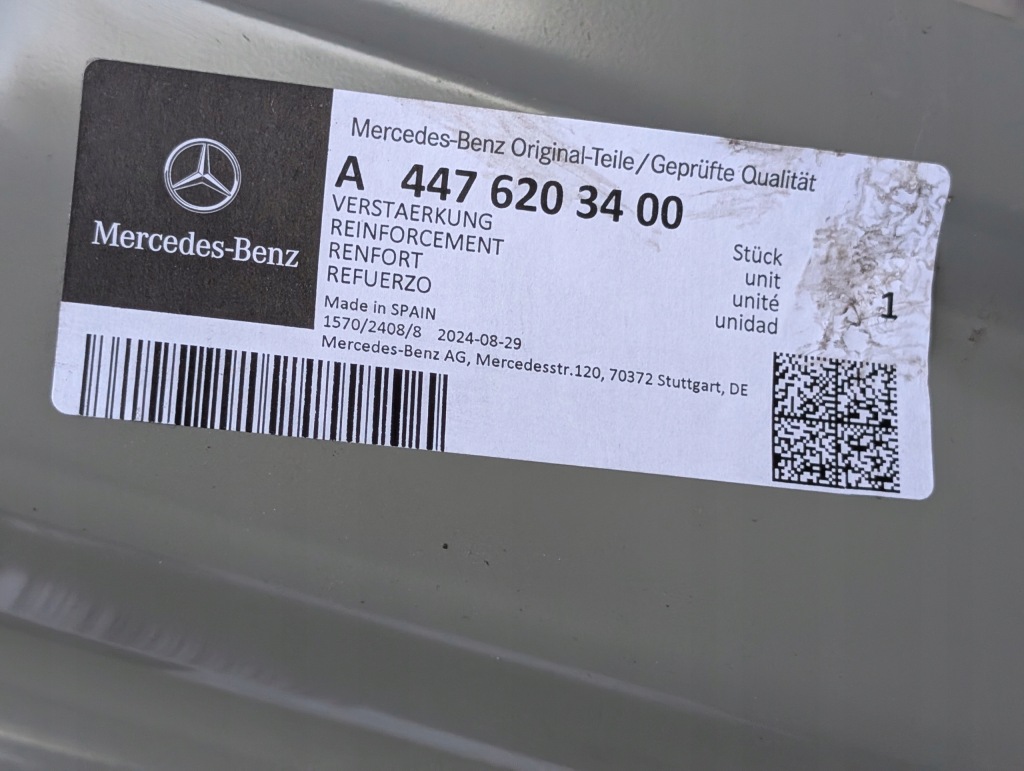 Mercedes-Benz
Mercedes-Benz Original-Teile/Geprüfte Qualität
A 447 620 34 00
VERSTAERKUNG
REINFORCEMENT
RENFORT
REFUERZO
Stück
unit
unité
unidad
1
Made in SPAIN
1570/2408/8 2024-08-29
Mercedes-Benz AG, Mercedesstr.120, 70372 Stuttgart, DE